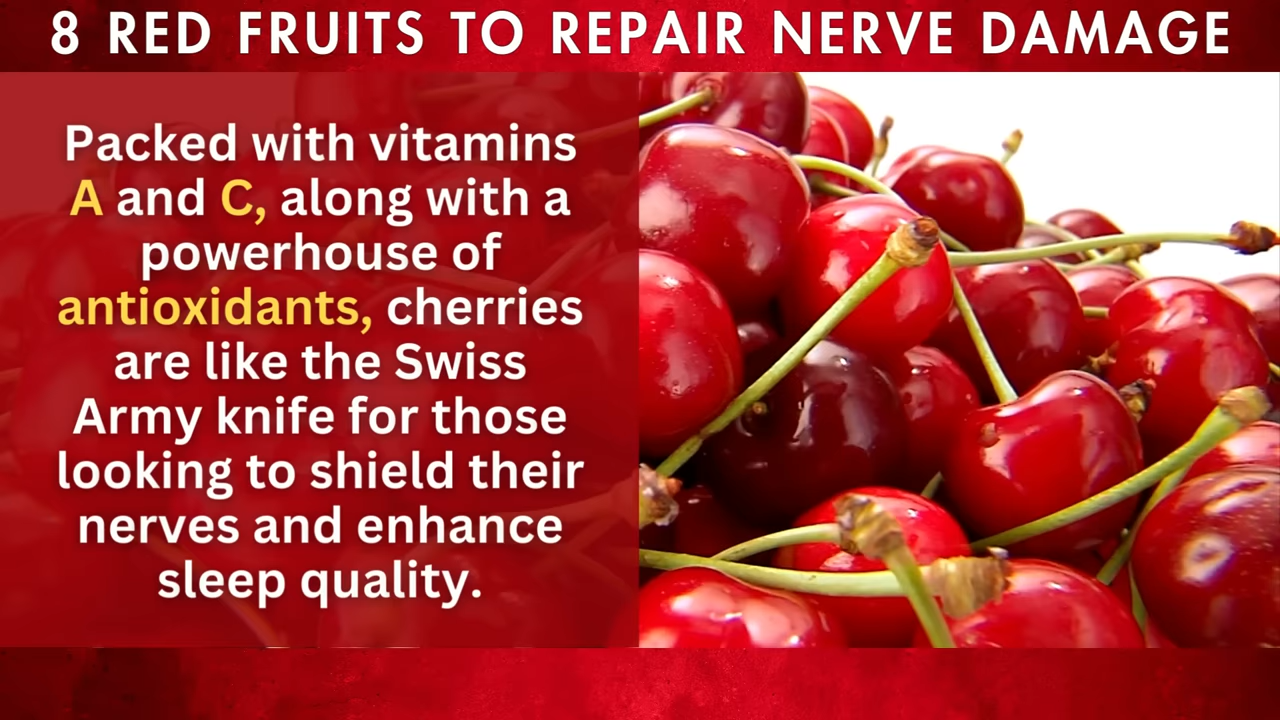 8 RED FRUITS TO REPAIR NERVE DAMAGE
Packed with vitamins
A and C, along with a
powerhouse of
antioxidants, cherries
are like the Swiss
Army knife for those
looking to shield their
nerves and enhance
sleep quality.